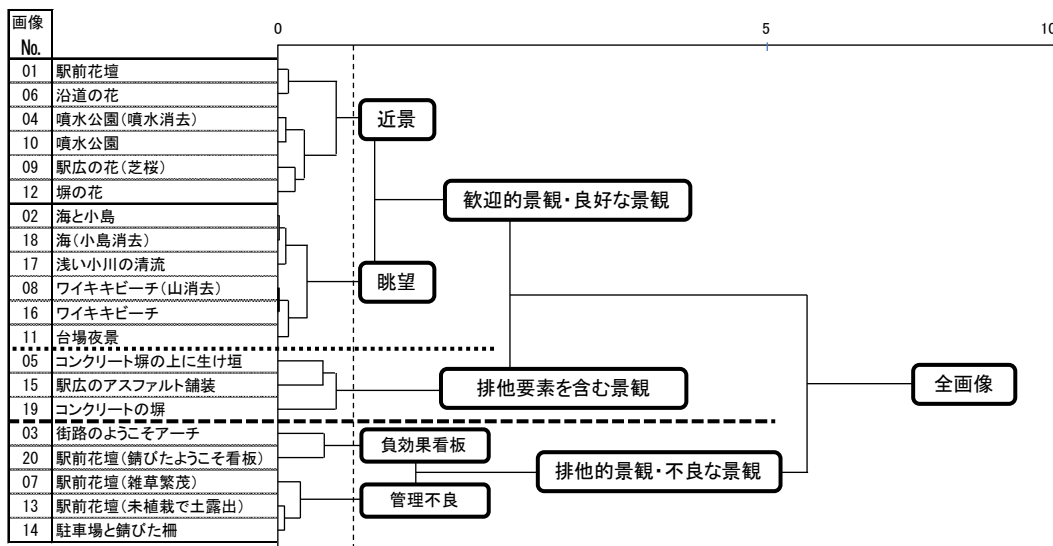 画像 No.
0 5 10
01 駅前花壇
06 沿道の花
04 噴水公園(噴水消去)
10 噴水公園
09 駅広の花(芝桜)
12 塀の花
02 海と小島
18 海(小島消去)
17 浅い小川の清流
08 ワイキキビーチ(山消去)
16 ワイキキビーチ
11 台場夜景
05 コンクリート塀の上に生け垣
15 駅広のアスファルト舗装
19 コンクリートの塀
03 街路のようこそアーチ
20 駅前花壇(錆びたようこそ看板)
07 駅前花壇(雑草繁茂)
13 駅前花壇(未植栽で土露出)
14 駐車場と錆びた柵
近景
歓迎的景観・良好な景観
眺望
排他要素を含む景観
全画像
負効果看板
排他的景観・不良な景観
管理不良